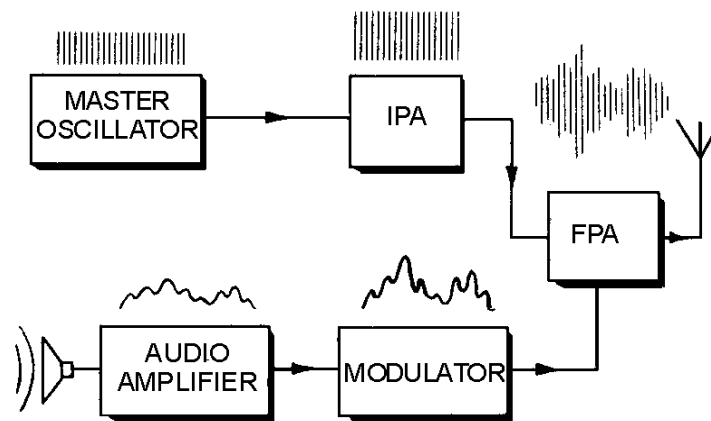 MASTER
OSCILLATOR
IPA
FPA
AUDIO
AMPLIFIER
MODULATOR